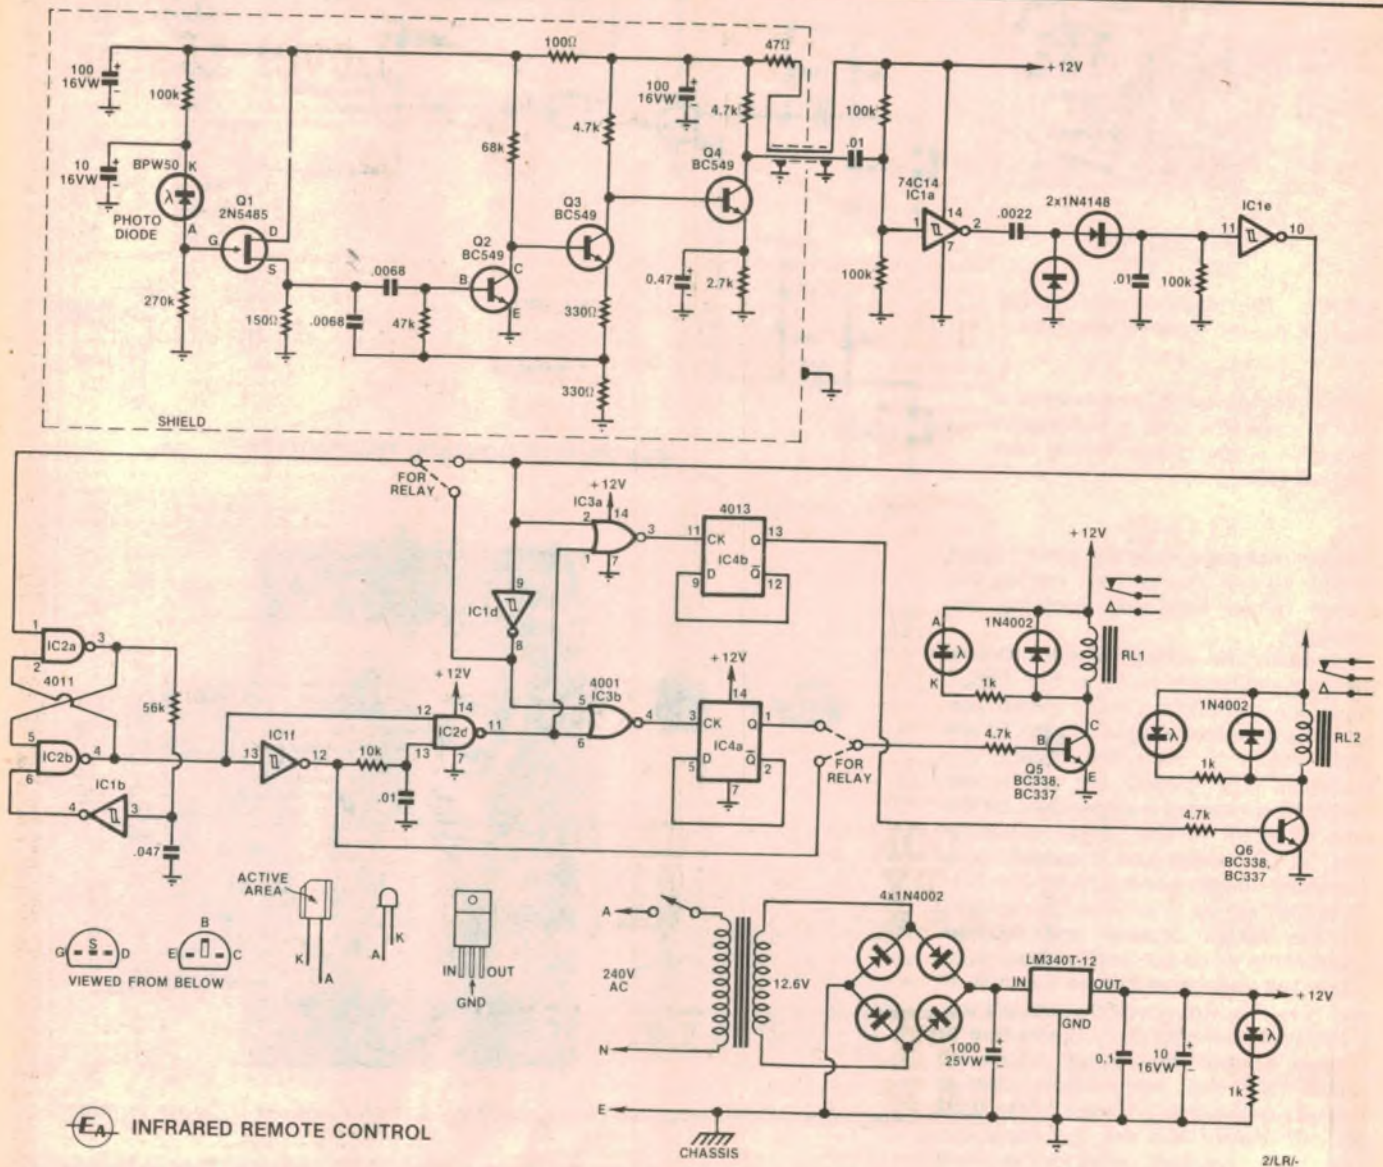 100Ω
47Ω
100
16VW
+
-
100k
100
16VW
+
-
4.7k
+12V
100k
68k
4.7k
10
16VW
+
-
BPW50
K
A
PHOTO
DIODE
Q1
2N5485
G
D
S
Q2
BC549
B
C
E
Q3
BC549
Q4
BC549
.01
74C14
IC1a
1
14
2
7
.0022
2x1N4148
IC1e
11
10
270k
150Ω
.0068
.0068
47k
330Ω
330Ω
0.47
+
-
2.7k
100k
.01
100k
SHIELD
FOR
RELAY
+12V
IC3a
2
14
3
1
7
4013
11
CK
Q
13
IC4b
9
D
Q̅
12
9
IC1d
8
+12V
1
IC2a
3
2
4011
5
IC2b
4
6
56k
IC1b
4
3
.047
13
IC1f
12
10k
.01
+12V
12
14
IC2d
11
13
7
4001
IC3b
5
4
6
+12V
14
3
CK
Q
1
IC4a
5
D
Q̅
2
7
FOR
RELAY
A
λ
K
1N4002
1k
RL1
4.7k
B
C
E
Q5
BC338,
BC337
λ
1N4002
1k
RL2
4.7k
Q6
BC338,
BC337
ACTIVE
AREA
K
A
A
K
IN
OUT
GND
G
S
D
B
E
C
VIEWED FROM BELOW
A
240V
AC
N
E
12.6V
4x1N4002
LM340T-12
IN
OUT
GND
+12V
1000
25VW
+
-
0.1
10
16VW
+
-
λ
1k
CHASSIS
EA INFRARED REMOTE CONTROL
2/LR/-